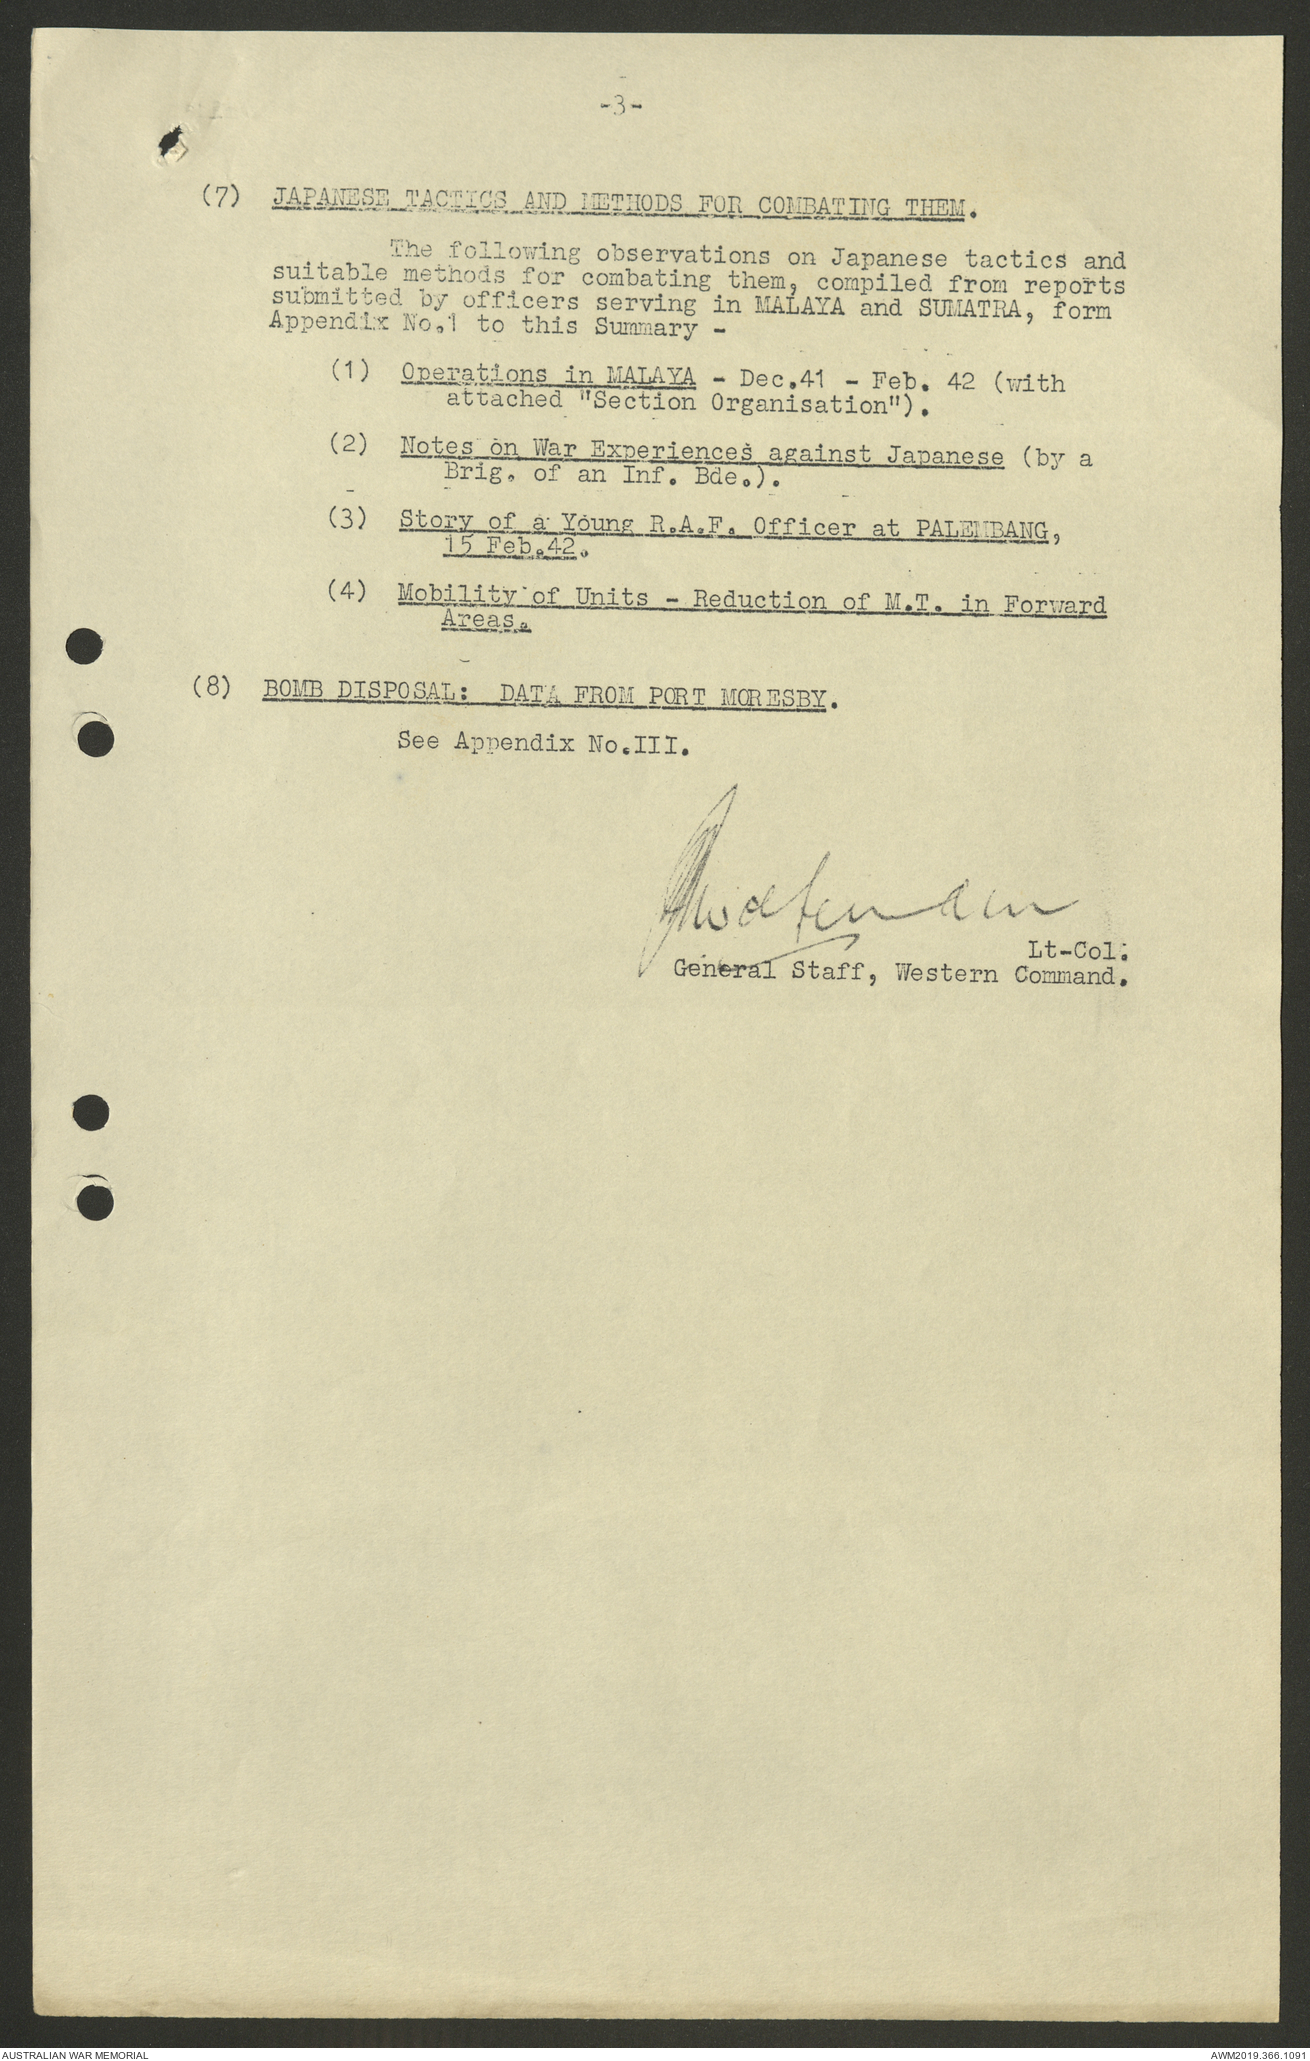 -3-
(7) JAPANESE TACTICS AND METHODS FOR COMBATING THEM.
The following observations on Japanese tactics and
suitable methods for combating them, compiled from reports
submitted by officers serving in MALAYA and SUMATRA, form
Appendix No.1 to this Summary -
(1) Operations in MALAYA - Dec.41 - Feb. 42 (with
attached "Section Organisation").
(2) Notes on War Experiences against Japanese (by a
Brig. of an Inf. Bde.).
(3) Story of a Young R.A.F. Officer at PALEMBANG,
15 Feb.42.
(4) Mobility of Units - Reduction of M.T. in Forward
Areas.
(8) BOMB DISPOSAL: DATA FROM PORT MORESBY.
See Appendix No.III.
Lt-Col:
General Staff, Western Command.
AUSTRALIAN WAR MEMORIAL
AWM2019.366.1091